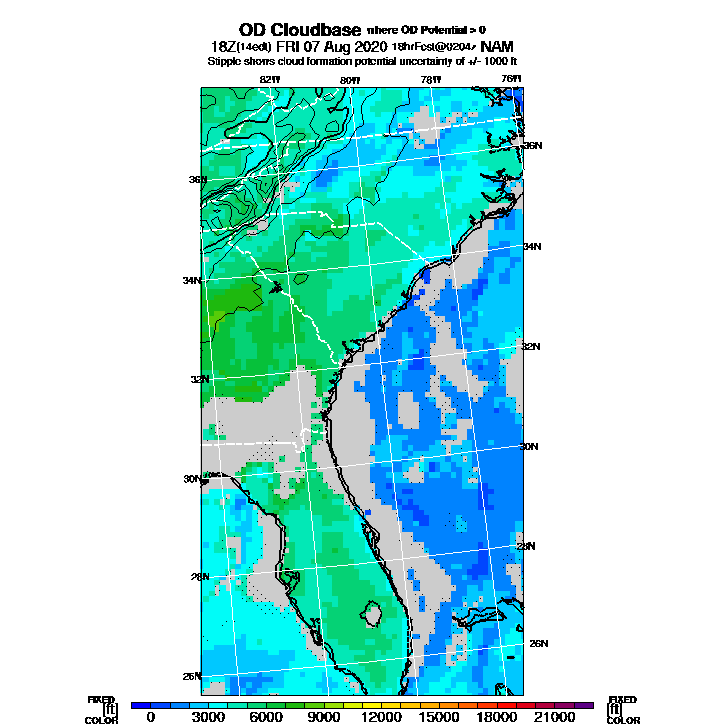 OD Cloudbase where OD Potential > 0
18Z(14edt) FRI 07 Aug 2020 18hrFcst@0204z NAM
Stipple shows cloud formation potential uncertainty of +/- 1000 ft
82W 80W 78W 76W
36N
36N
34N
34N
32N
32N
30N
30N
28N
28N
26N
26N
FIXED FIXED
[ft] [ft]
COLOR 0 3000 6000 9000 12000 15000 18000 21000 COLOR